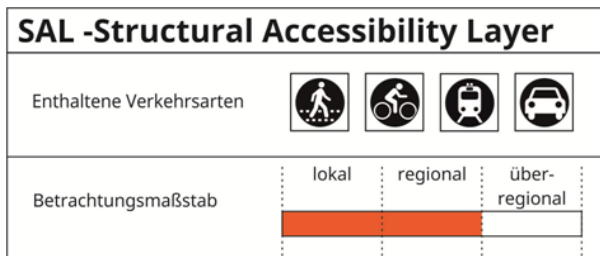 SAL -Structural Accessibility Layer
Enthaltene Verkehrsarten
lokal regional über-
regional
Betrachtungsmaßstab